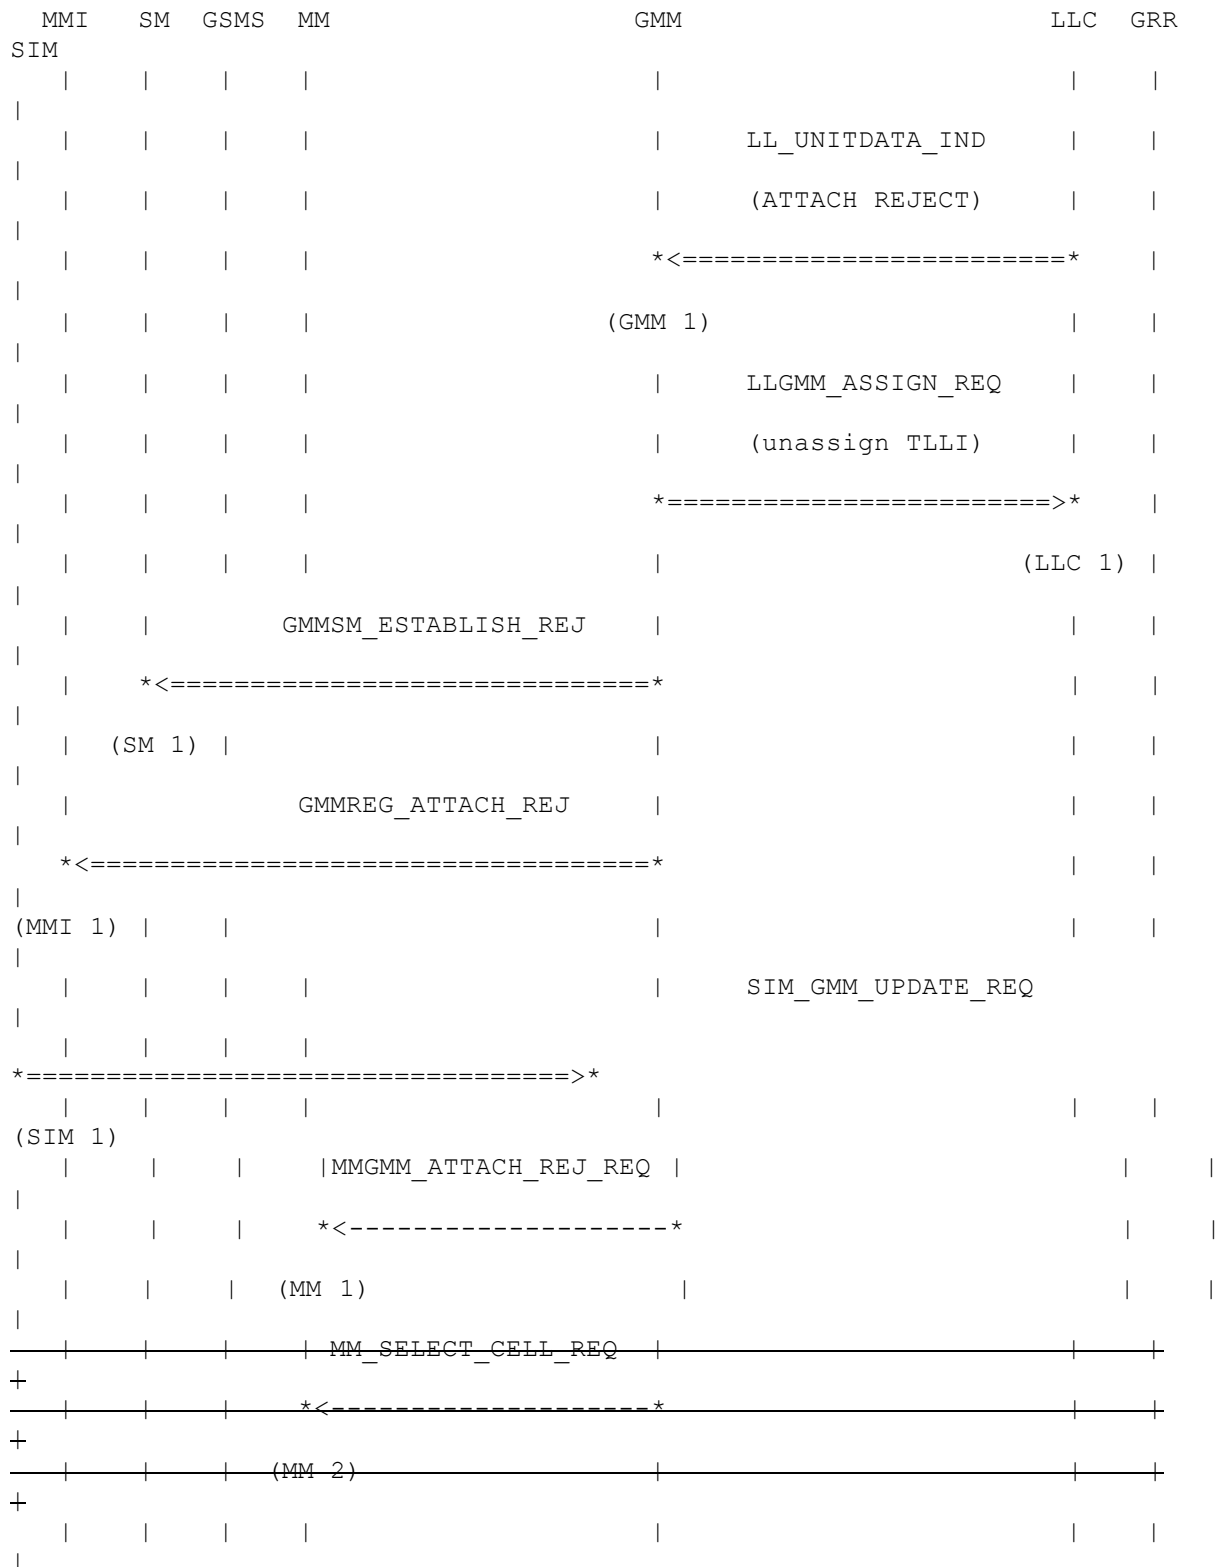 MMI SM GSMS MM GMM LLC GRR
SIM
| | | | | | |
|
| | | | | LL_UNITDATA_IND | |
|
| | | | | (ATTACH REJECT) | |
|
| | | | *<========================* |
|
| | | | (GMM 1) | |
|
| | | | | LLGMM_ASSIGN_REQ | |
|
| | | | | (unassign TLLI) | |
|
| | | | *========================>* |
|
| | | | | (LLC 1) |
|
| | GMMSM_ESTABLISH_REJ | | |
|
| *<==============================* | |
|
| (SM 1) | | | |
|
| GMMREG_ATTACH_REJ | | |
|
*<===================================* | |
|
(MMI 1) | | | | |
|
| | | | | SIM_GMM_UPDATE_REQ
|
| | | |
*==================================>*
| | | | | | |
(SIM 1)
| | | |MMGMM_ATTACH_REJ_REQ | | |
|
| | | *<--------------------* | |
|
| | | (MM 1) | | |
|
| | | | MM_SELECT_CELL_REQ | | |
|
| | | *<--------------------* | |
|
| | | (MM 2) | | |
|
| | | | | | |
|